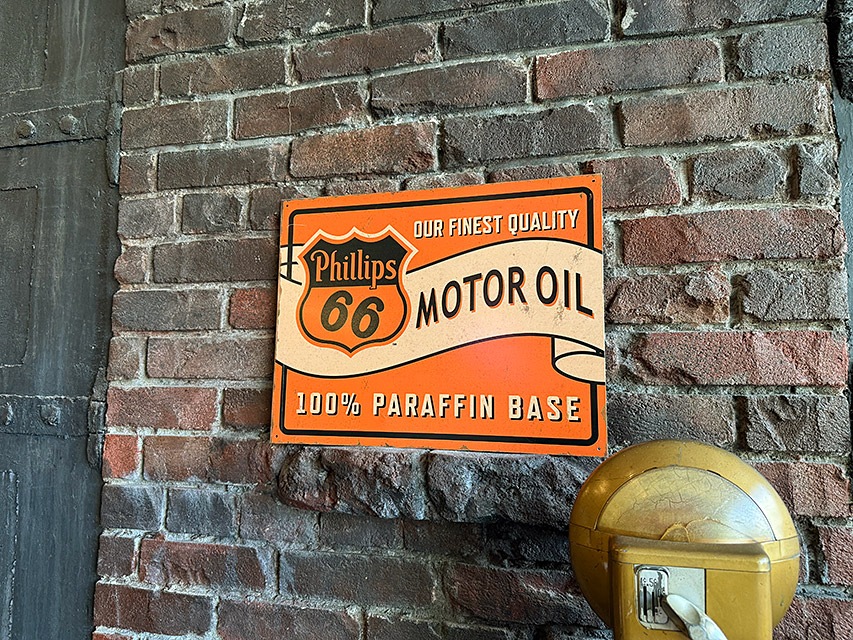 OUR FINEST QUALITY
Phillips
66
MOTOR OIL
100% PARAFFIN BASE